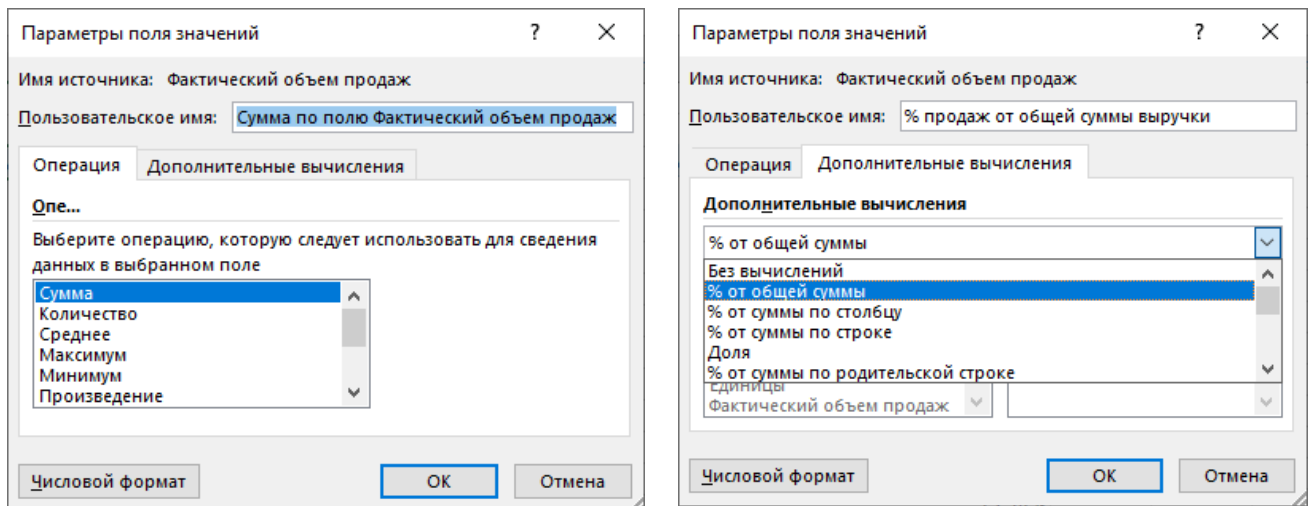 Параметры поля значений ? ×
Имя источника: Фактический объем продаж
Пользовательское имя: Сумма по полю Фактический объем продаж
Операция Дополнительные вычисления
Опе...
Выберите операцию, которую следует использовать для сведения
данных в выбранном поле
Сумма
Количество
Среднее
Максимум
Минимум
Произведение
Числовой формат ОК Отмена
Параметры поля значений ? ×
Имя источника: Фактический объем продаж
Пользовательское имя: % продаж от общей суммы выручки
Операция Дополнительные вычисления
Дополнительные вычисления
% от общей суммы
Без вычислений
% от общей суммы
% от суммы по столбцу
% от суммы по строке
Доля
% от суммы по родительской строке
Единицы
Фактический объем продаж
Числовой формат ОК Отмена